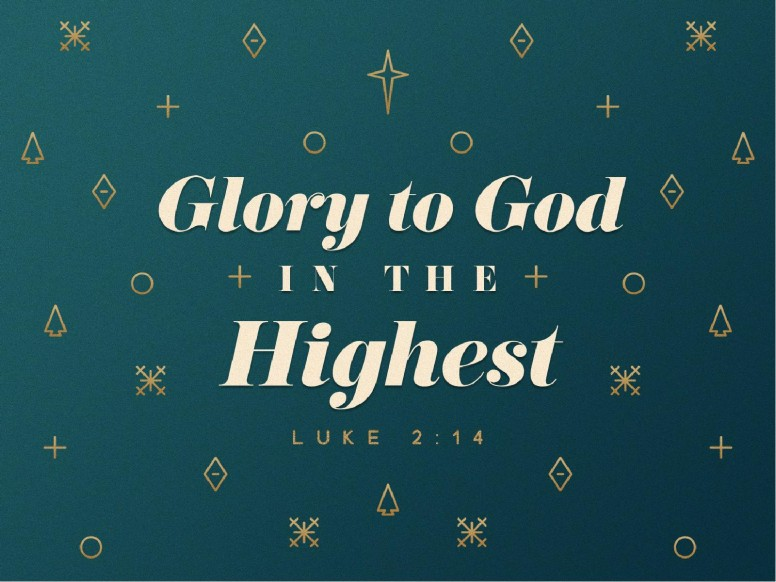 Glory to God
IN THE
Highest
LUKE 2:14